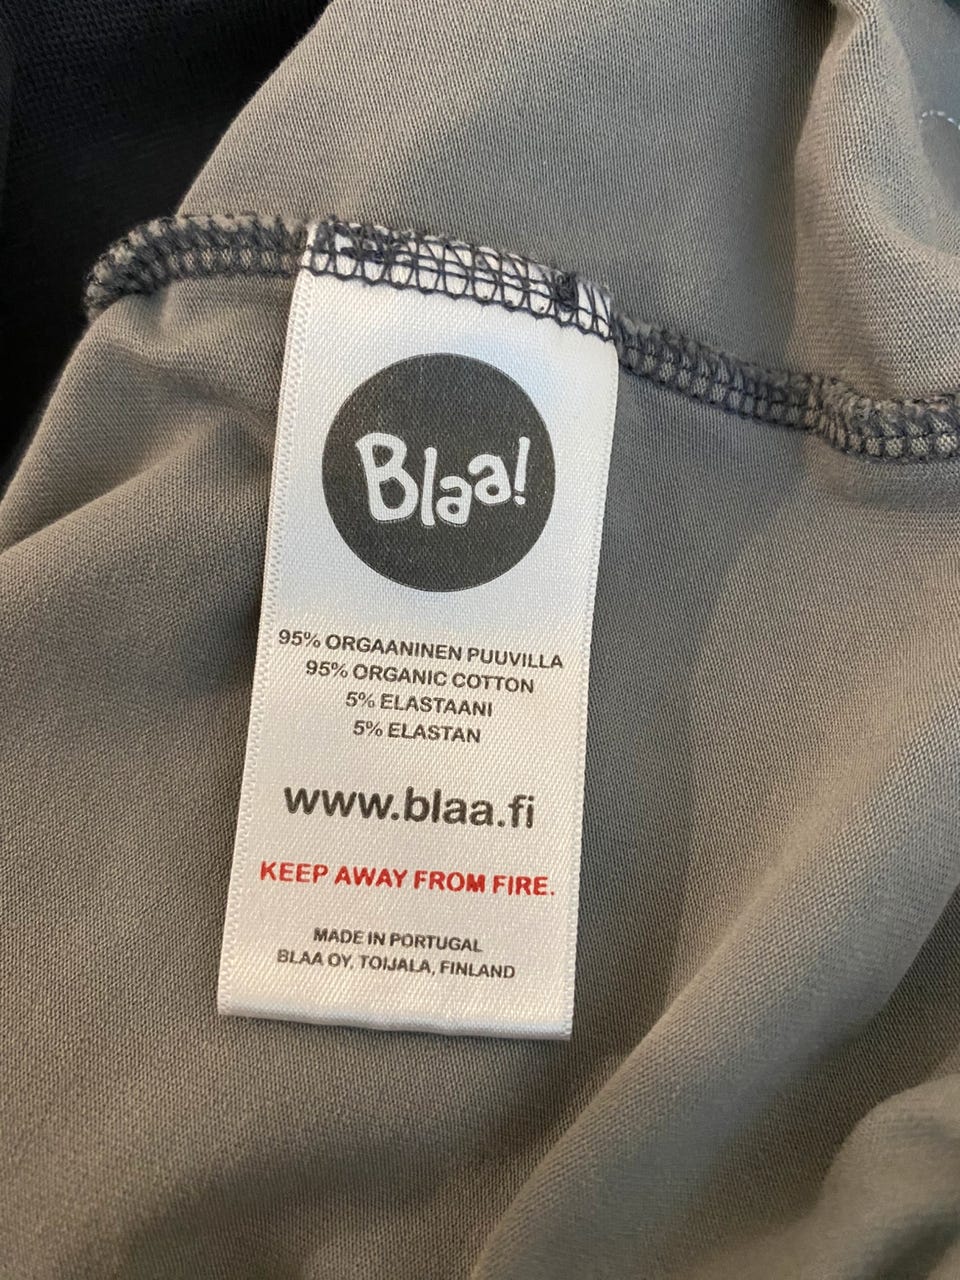 Blaa!
95% ORGAANINEN PUUVILLA
95% ORGANIC COTTON
5% ELASTAANI
5% ELASTAN
www.blaa.fi
KEEP AWAY FROM FIRE.
MADE IN PORTUGAL
BLAA OY, TOIJALA, FINLAND